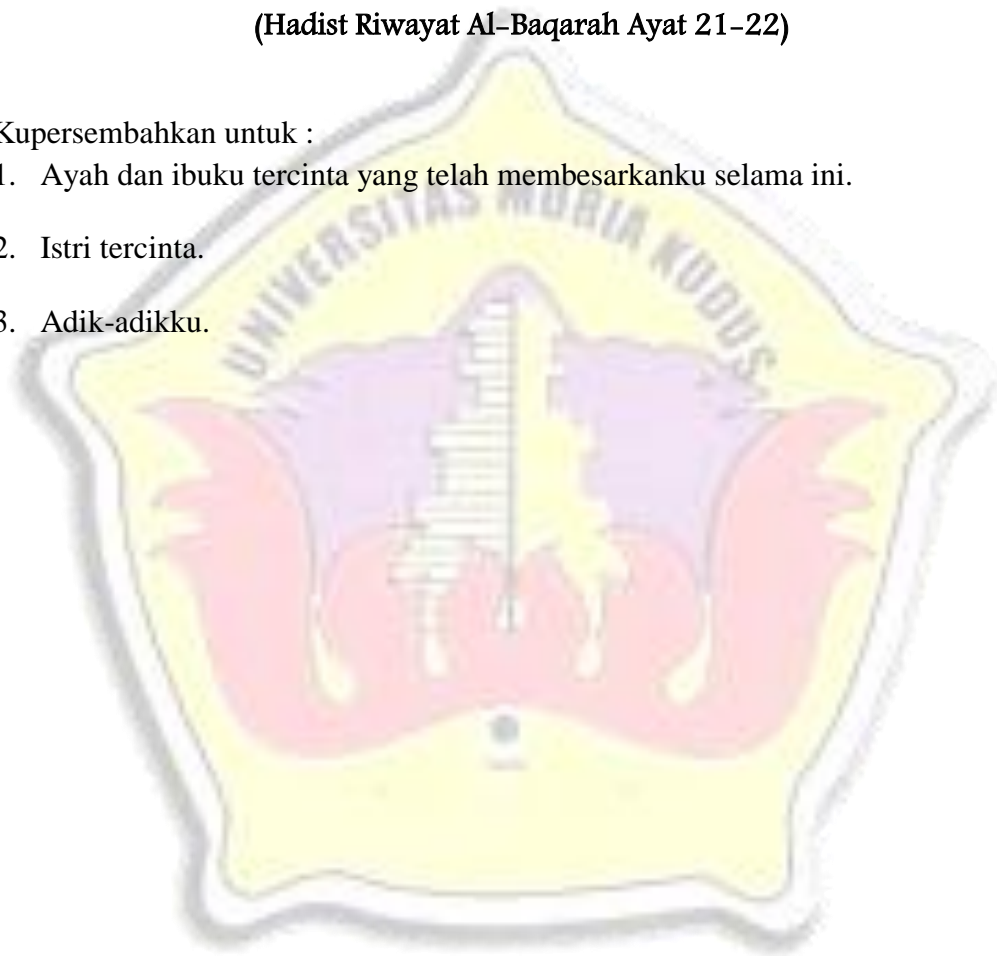 (Hadist Riwayat Al-Baqarah Ayat 21-22)
Kupersembahkan untuk :
1. Ayah dan ibuku tercinta yang telah membesarkanku selama ini.
2. Istri tercinta.
3. Adik-adikku.
UNIVERSITAS MURIA KUDUS